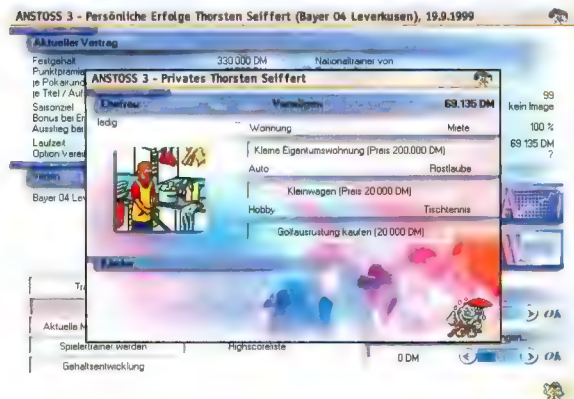 ANSTOSS 3 - Persönliche Erfolge Thorsten Seiffert (Bayer 04 Leverkusen), 19.9.1999
Aktueller Vertrag
Festgehalt 330 000 DM Nationaltrainer von
Punktprämie
je Pokalrund
je Titel / Auf 99
Saisonziel kein Image
Bonus bei Er
Ausstieg bei 100 %
Laufzeit 69 135 DM
Option Verei ?
Verein
Bayer 04 Lev
ANSTOSS 3 - Privates Thorsten Seiffert
Ehefrau Vermögen 69.135 DM
ledig
Wohnung Miete
Kleine Eigentumswohnung (Preis 200.000 DM)
Auto Rostlaube
Kleinwagen (Preis 20 000 DM)
Hobby Tischtennis
Golfausrüstung kaufen (20 000 DM)
Kinder
Tr
Aktuelle N Ok
Spielertrainer werden Highscoreliste
0 DM Ok
Gehaltsentwicklung